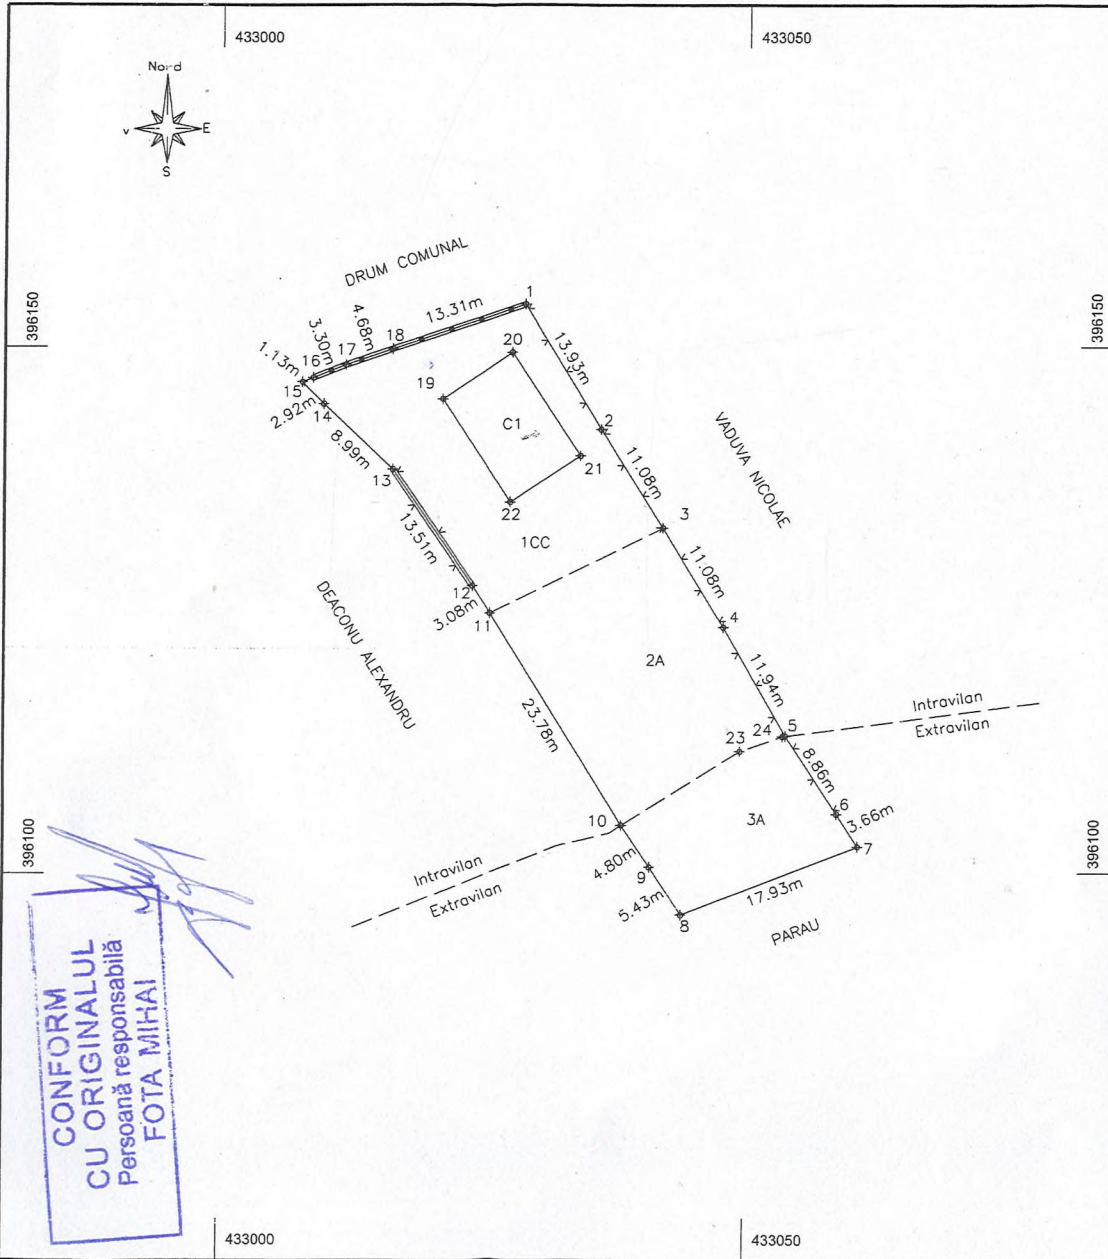 433000
433050
Nord
V
E
S
396150
396150
DRUM COMUNAL
1
13.31m
4.68m
3.30m
1.13m
18
17
16
15
2.92m
14
20
19
C1
13.93m
2
8.99m
13
21
22
11.08m
VADUVA NICOLAE
1CC
3
13.51m
12
3.08m
11
11.08m
DEACONU ALEXANDRU
4
2A
11.94m
23.78m
Intravilan
Extravilan
23
24
5
8.86m
6
3.66m
10
3A
7
4.80m
9
5.43m
17.93m
8
PARAU
Intravilan
Extravilan
396100
396100
CONFORM
CU ORIGINALUL
Persoană responsabilă
FOTA MIHAI
433000
433050